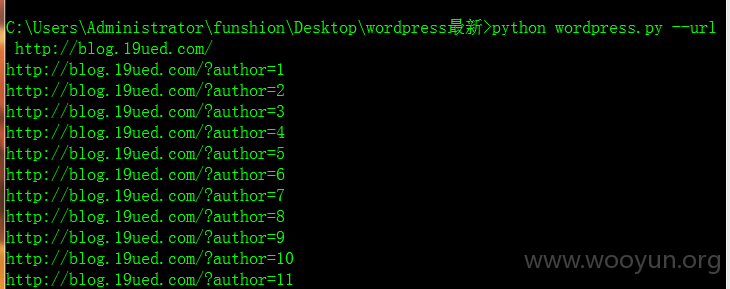 C:\Users\Administrator\funshion\Desktop\wordpress最新>python wordpress.py --url
http://blog.19ued.com/
http://blog.19ued.com/?author=1
http://blog.19ued.com/?author=2
http://blog.19ued.com/?author=3
http://blog.19ued.com/?author=4
http://blog.19ued.com/?author=5
http://blog.19ued.com/?author=6
http://blog.19ued.com/?author=7
http://blog.19ued.com/?author=8
http://blog.19ued.com/?author=9
http://blog.19ued.com/?author=10
http://blog.19ued.com/?author=11
www.wooyun.org